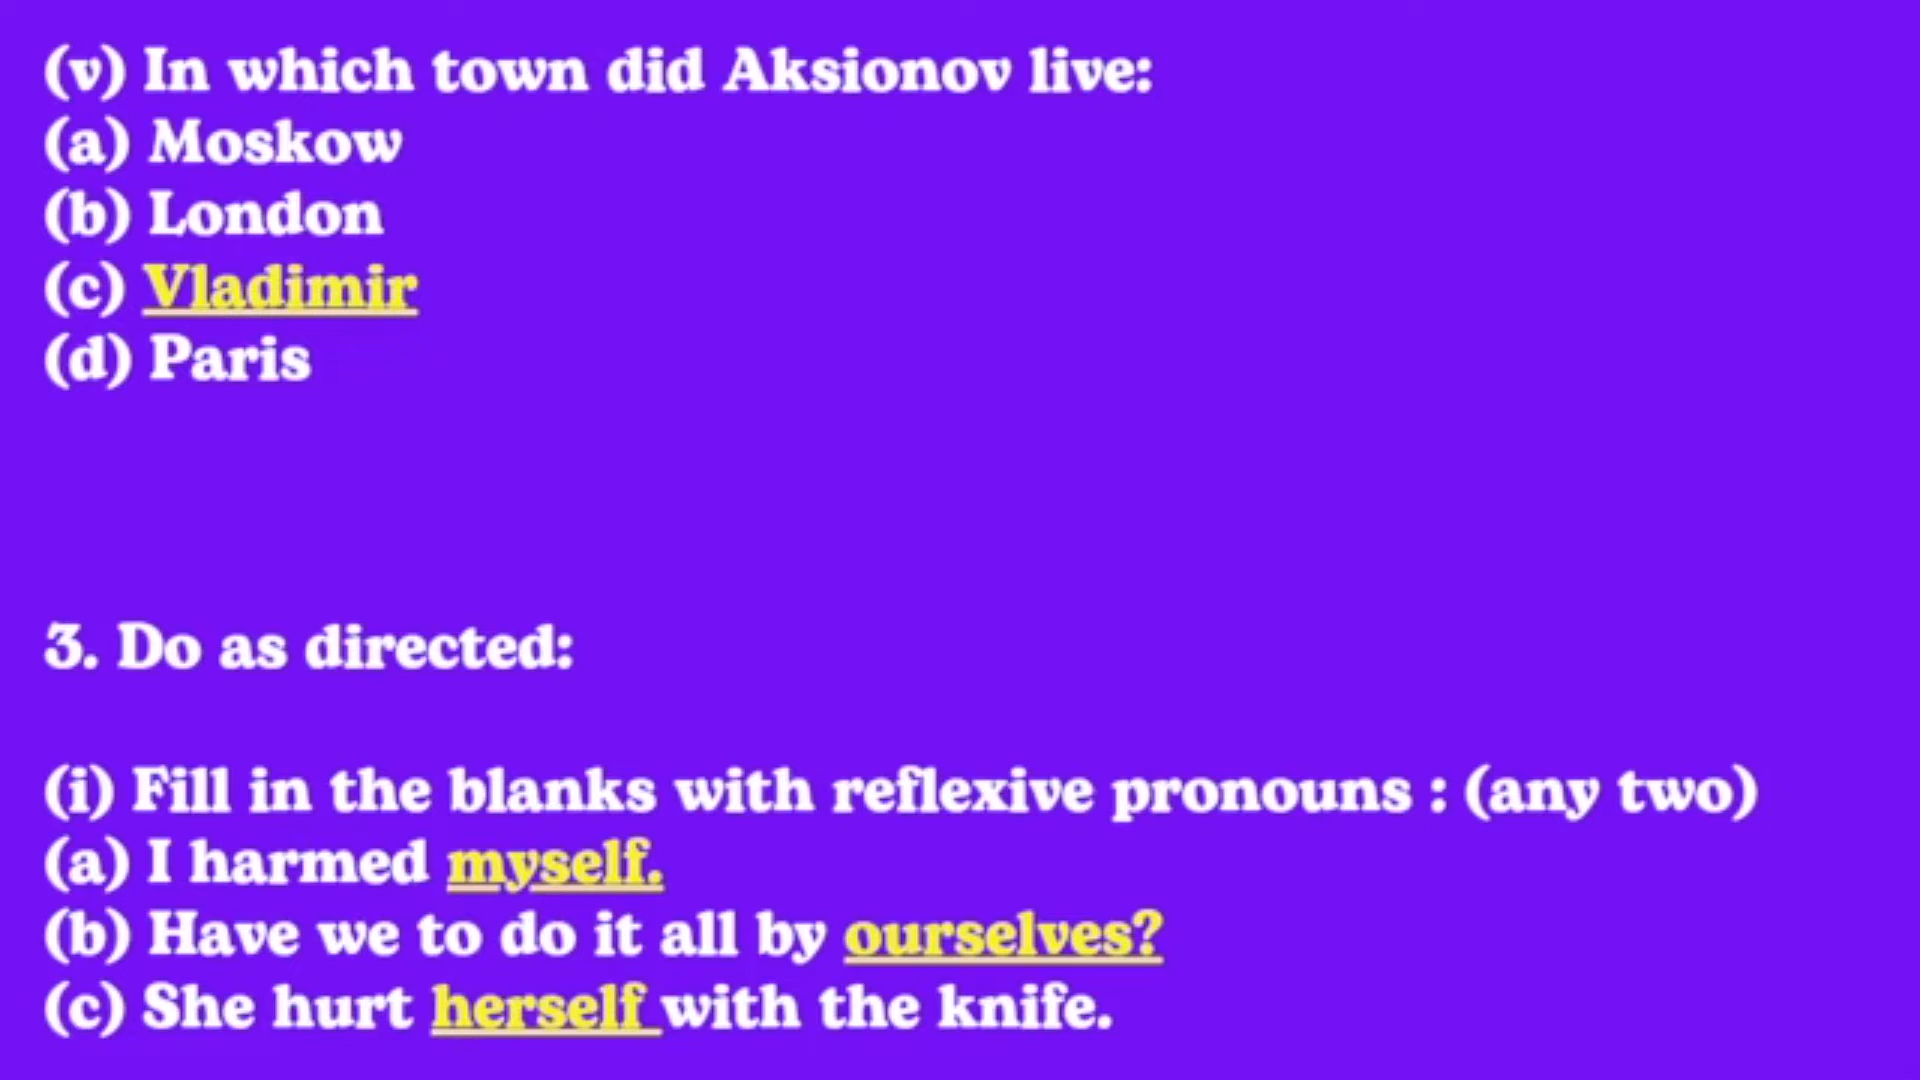 (v) In which town did Aksionov live:
(a) Moskow
(b) London
(c) Vladimir
(d) Paris
3. Do as directed:
(i) Fill in the blanks with reflexive pronouns : (any two)
(a) I harmed myself.
(b) Have we to do it all by ourselves?
(c) She hurt herself with the knife.